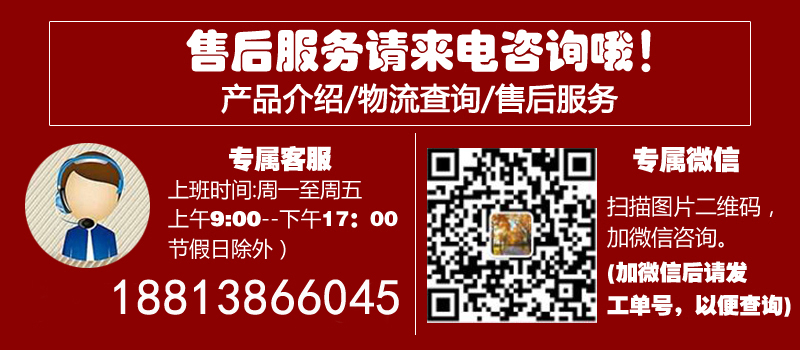 售后服务请来电咨询哦!
产品介绍/物流查询/售后服务
专属客服
上班时间:周一至周五
上午9:00--下午17：00
节假日除外）
18813866045
专属微信
扫描图片二维码，
加微信咨询。
(加微信后请发
工单号，以便查询)